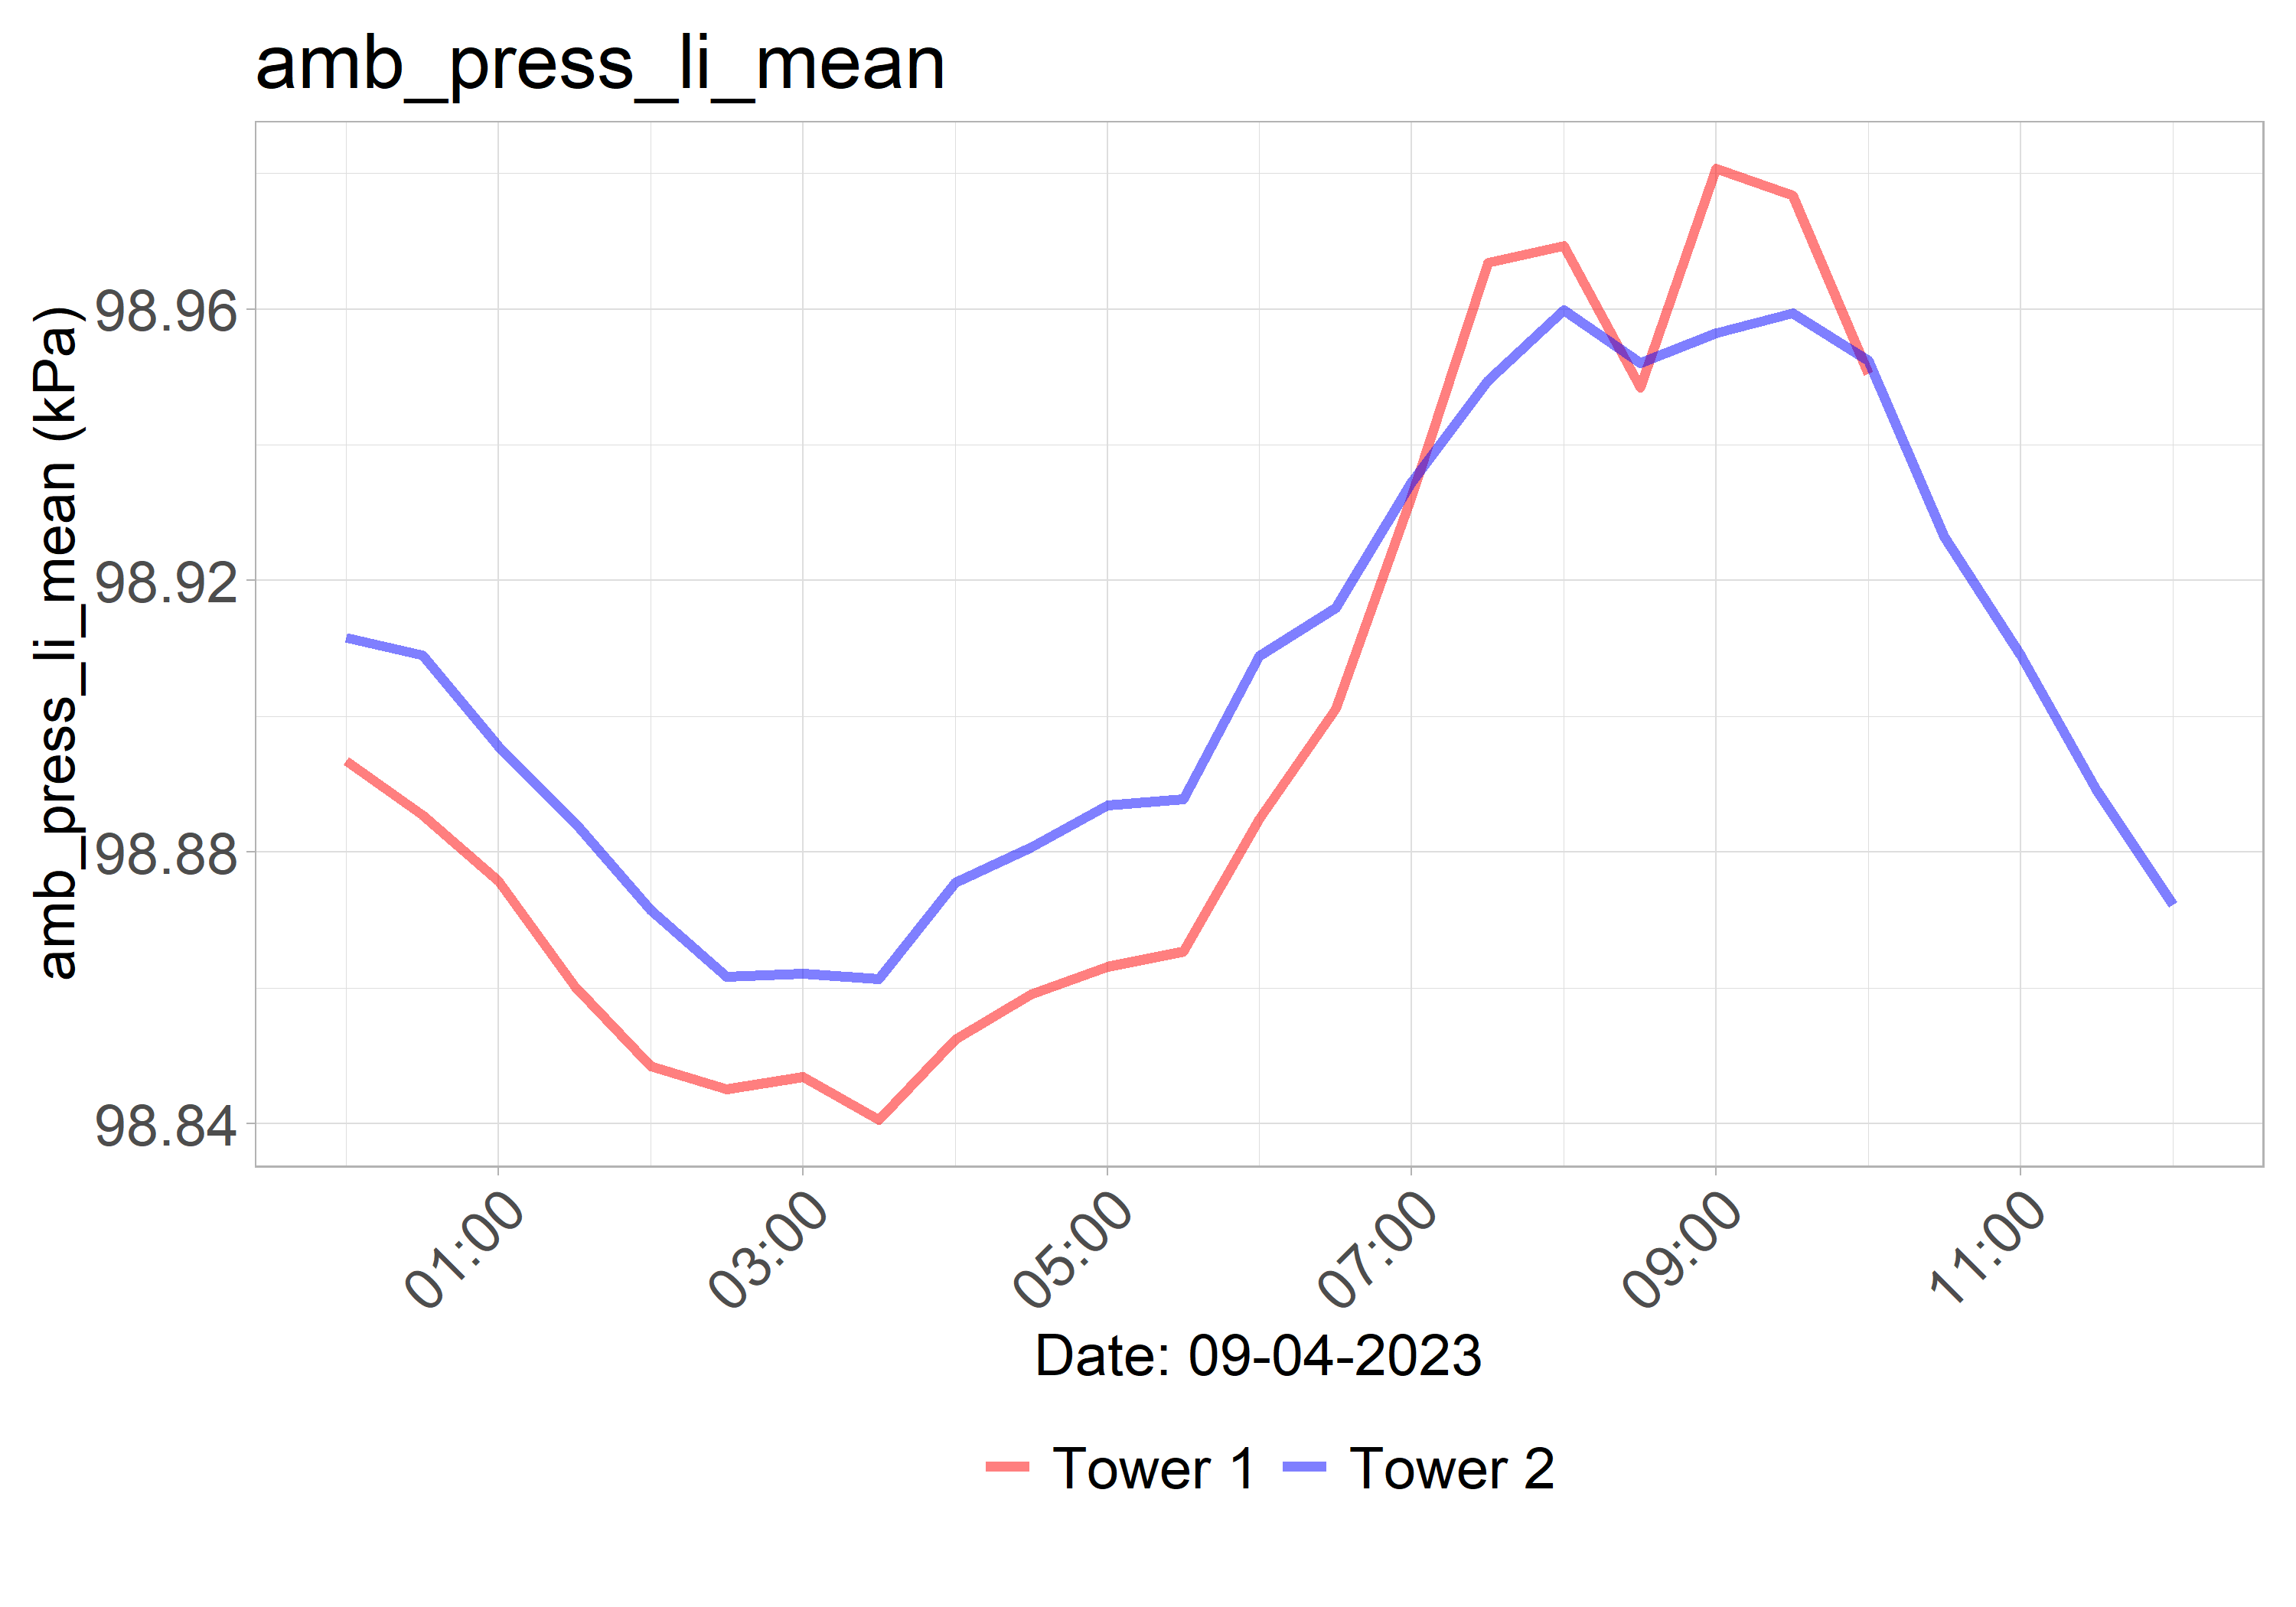 amb_press_li_mean
amb_press_li_mean (kPa)
98.96
98.92
98.88
98.84
01:00
03:00
05:00
07:00
09:00
11:00
Date: 09-04-2023
Tower 1
Tower 2